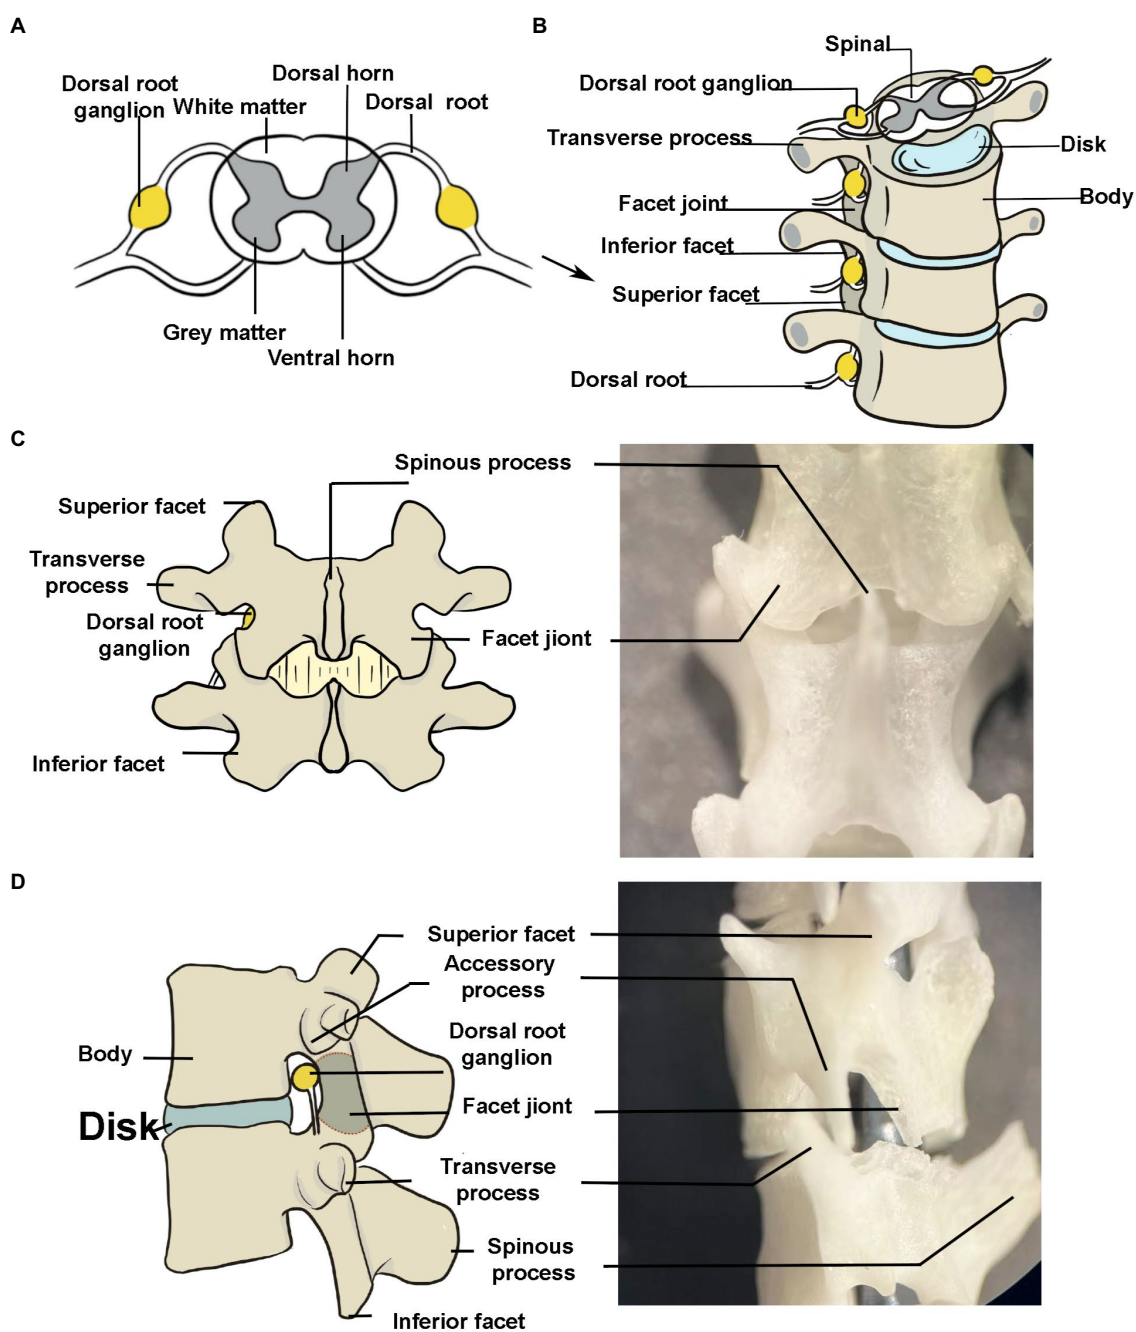 A
Dorsal root
ganglion
White matter
Dorsal horn
Dorsal root
Grey matter
Ventral horn
B
Spinal
Dorsal root ganglion
Transverse process
Disk
Facet joint
Body
Inferior facet
Superior facet
Dorsal root
C
Spinous process
Superior facet
Transverse
process
Dorsal root
ganglion
Facet jiont
Inferior facet
D
Superior facet
Accessory
process
Dorsal root
ganglion
Body
Facet jiont
Disk
Transverse
process
Spinous
process
Inferior facet